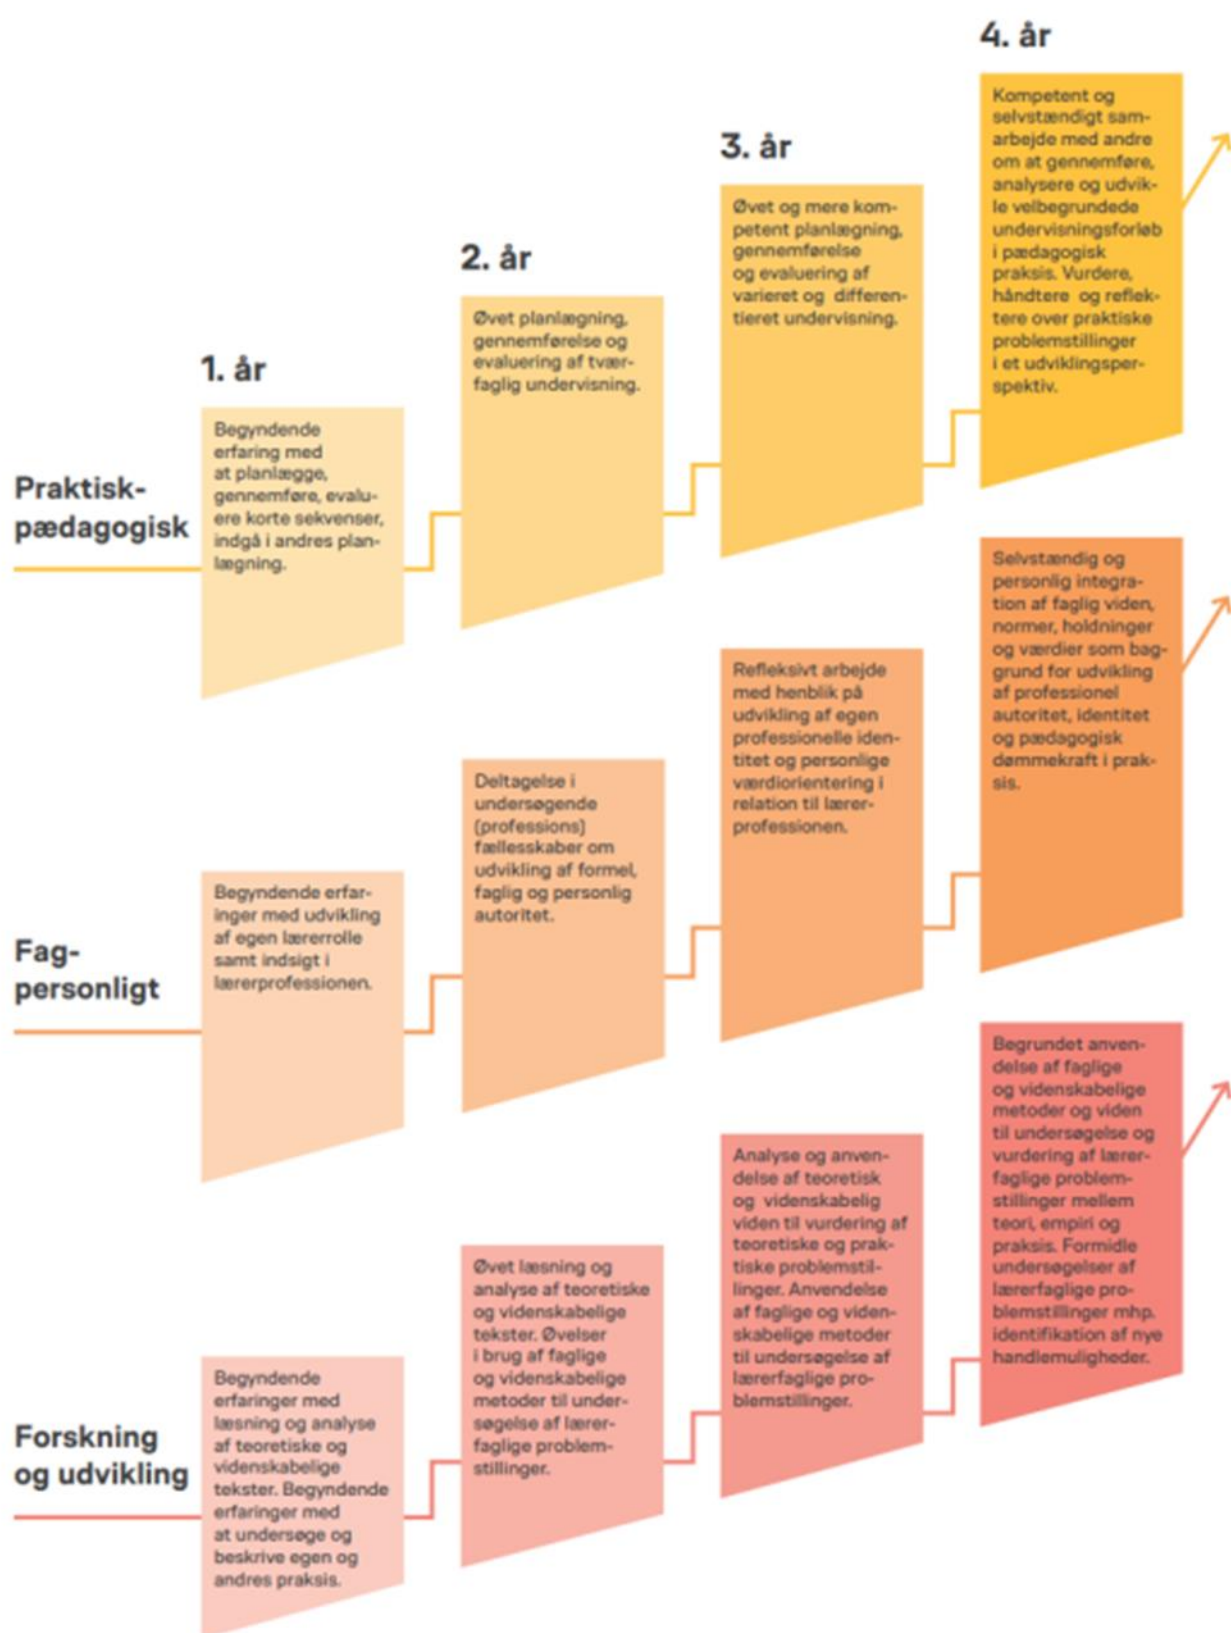 4. år
Kompetent og
selvstændigt sam-
arbejde med andre
om at gennemføre,
analysere og udvik-
le velbegrundede
undervisningsforløb
i pædagogisk
praksis. Vurdere,
håndtere og reflek-
tere over praktiske
problemstillinger
i et udviklingsper-
spektiv.
3. år
Øvet og mere kom-
petent planlægning,
gennemførelse
og evaluering af
varieret og differen-
tieret undervisning.
2. år
Øvet planlægning,
gennemførelse og
evaluering af tvær-
faglig undervisning.
1. år
Begyndende
erfaring med
at planlægge,
gennemføre, evalu-
ere korte sekvenser,
indgå i andres plan-
lægning.
Praktisk-
pædagogisk
Selvstændig og
personlig integra-
tion af faglig viden,
normer, holdninger
og værdier som bag-
grund for udvikling
af professionel
autoritet, identitet
og pædagogisk
dømmekraft i prak-
sis.
Refleksivt arbejde
med henblik på
udvikling af egen
professionelle iden-
titet og personlige
værdiorientering i
relation til lærer-
professionen.
Deltagelse i
undersøgende
(professions)
fællesskaber om
udvikling af formel,
faglig og personlig
autoritet.
Begyndende erfar-
inger med udvikling
af egen lærerrolle
samt indsigt i
lærerprofessionen.
Fag-
personligt
Begrundet anven-
delse af faglige
og videnskabelige
metoder og viden
til undersøgelse og
vurdering af lærer-
faglige problem-
stillinger mellem
teori, empiri og
praksis. Formidle
undersøgelser af
lærerfaglige pro-
blemstillinger mhp.
identifikation af nye
handlemuligheder.
Analyse og anven-
delse af teoretisk
og videnskabelig
viden til vurdering af
teoretiske og prak-
tiske problemstil-
linger. Anvendelse
af faglige og viden-
skabelige metoder
til undersøgelse af
lærerfaglige pro-
blemstillinger.
Øvet læsning og
analyse af teoretiske
og videnskabelige
tekster. Øvelser
i brug af faglige
og videnskabelige
metoder til under-
søgelse af lærer-
faglige problem-
stillinger.
Begyndende
erfaringer med
læsning og analyse
af teoretiske og
videnskabelige
tekster. Begyndende
erfaringer med
at undersøge og
beskrive egen og
andres praksis.
Forskning
og udvikling